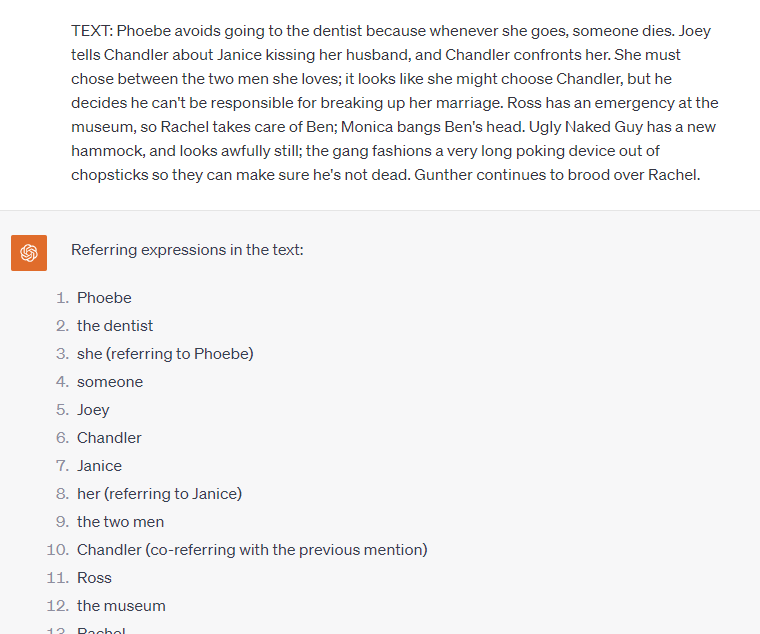 TEXT: Phoebe avoids going to the dentist because whenever she goes, someone dies. Joey
tells Chandler about Janice kissing her husband, and Chandler confronts her. She must
chose between the two men she loves; it looks like she might choose Chandler, but he
decides he can't be responsible for breaking up her marriage. Ross has an emergency at the
museum, so Rachel takes care of Ben; Monica bangs Ben's head. Ugly Naked Guy has a new
hammock, and looks awfully still; the gang fashions a very long poking device out of
chopsticks so they can make sure he's not dead. Gunther continues to brood over Rachel.
Referring expressions in the text:
1. Phoebe
2. the dentist
3. she (referring to Phoebe)
4. someone
5. Joey
6. Chandler
7. Janice
8. her (referring to Janice)
9. the two men
10. Chandler (co-referring with the previous mention)
11. Ross
12. the museum
13. Rachel